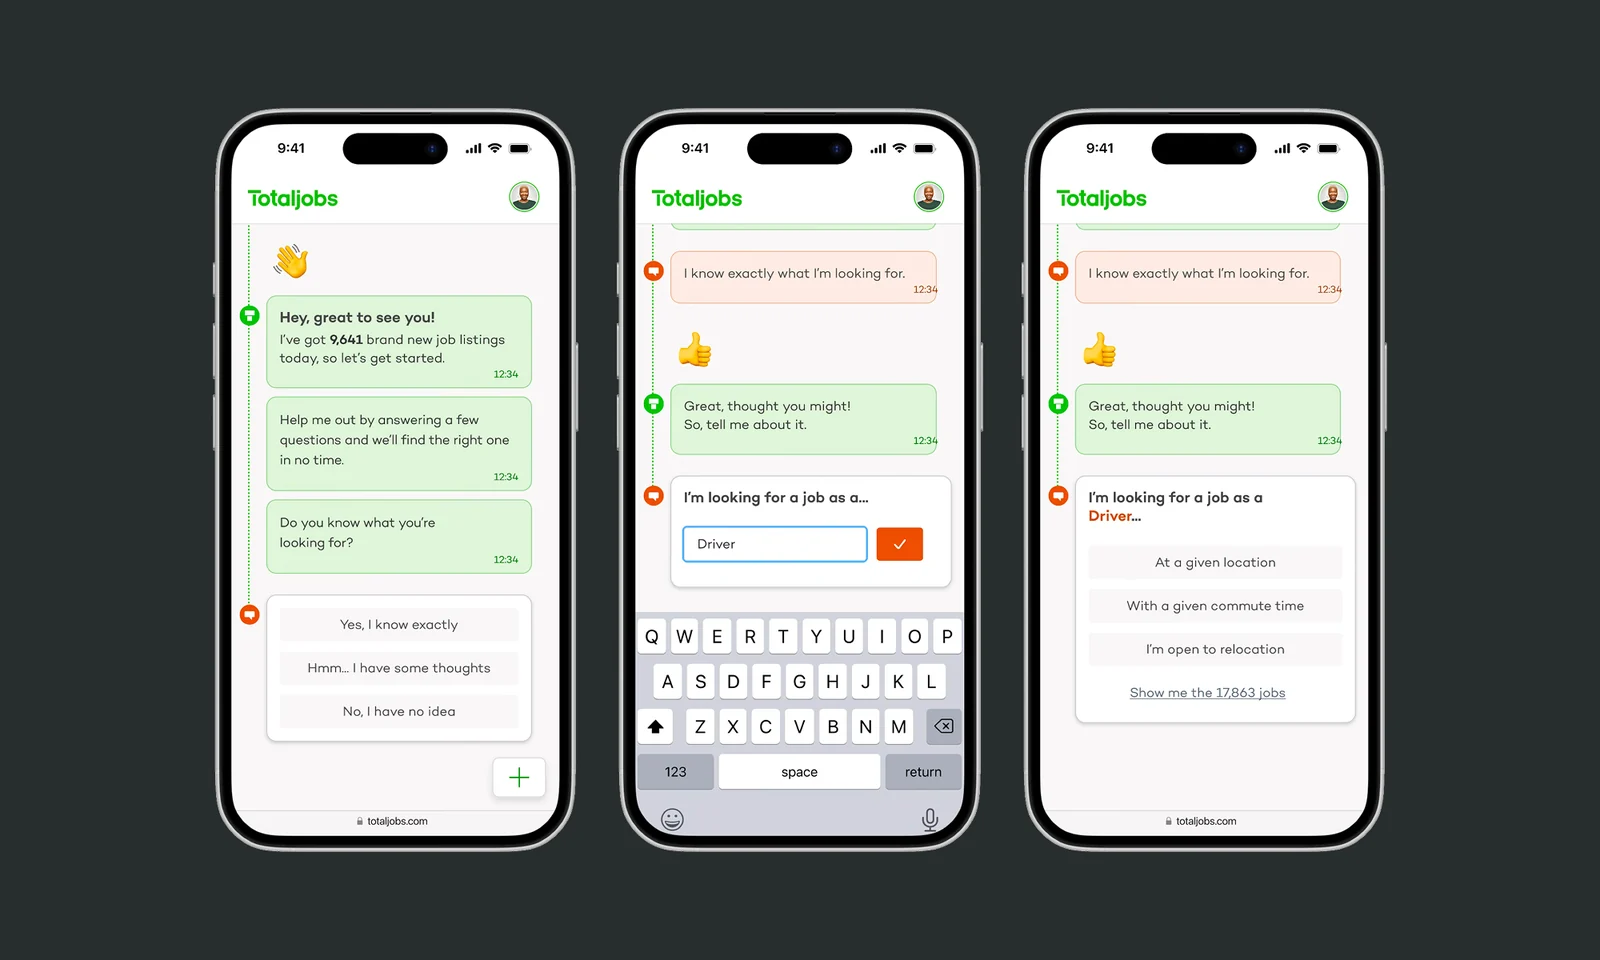 9:41
Totaljobs
Hey, great to see you!
I've got 9,641 brand new job listings
today, so let's get started.
12:34
Help me out by answering a few
questions and we'll find the right one
in no time.
12:34
Do you know what you're
looking for?
12:34
Yes, I know exactly
Hmm... I have some thoughts
No, I have no idea
totaljobs.com
9:41
Totaljobs
I know exactly what I'm looking for.
12:34
Great, thought you might!
So, tell me about it.
12:34
I'm looking for a job as a...
Driver
Q W E R T Y U I O P
A S D F G H J K L
Z X C V B N M
123 space return
9:41
Totaljobs
I know exactly what I'm looking for.
12:34
Great, thought you might!
So, tell me about it.
12:34
I'm looking for a job as a
Driver...
At a given location
With a given commute time
I'm open to relocation
Show me the 17,863 jobs
totaljobs.com